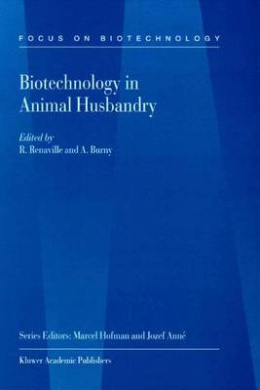 FOCUS ON BIOTECHNOLOGY
Biotechnology in
Animal Husbandry
Edited by
R. Renaville and A. Burny
Series Editors: Marcel Hofman and Jozef Anné
Kluwer Academic Publishers